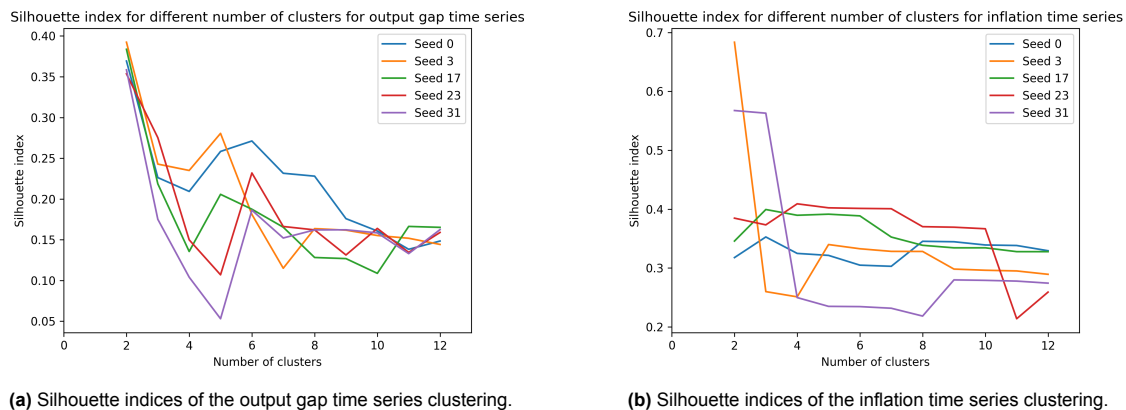 Silhouette index for different number of clusters for output gap time series
0.40
0.35
0.30
0.25
0.20
0.15
0.10
0.05
Silhouette index
0 2 4 6 8 10 12
Number of clusters
Seed 0
Seed 3
Seed 17
Seed 23
Seed 31
(a) Silhouette indices of the output gap time series clustering.
Silhouette index for different number of clusters for inflation time series
0.7
0.6
0.5
0.4
0.3
0.2
Silhouette index
0 2 4 6 8 10 12
Number of clusters
Seed 0
Seed 3
Seed 17
Seed 23
Seed 31
(b) Silhouette indices of the inflation time series clustering.